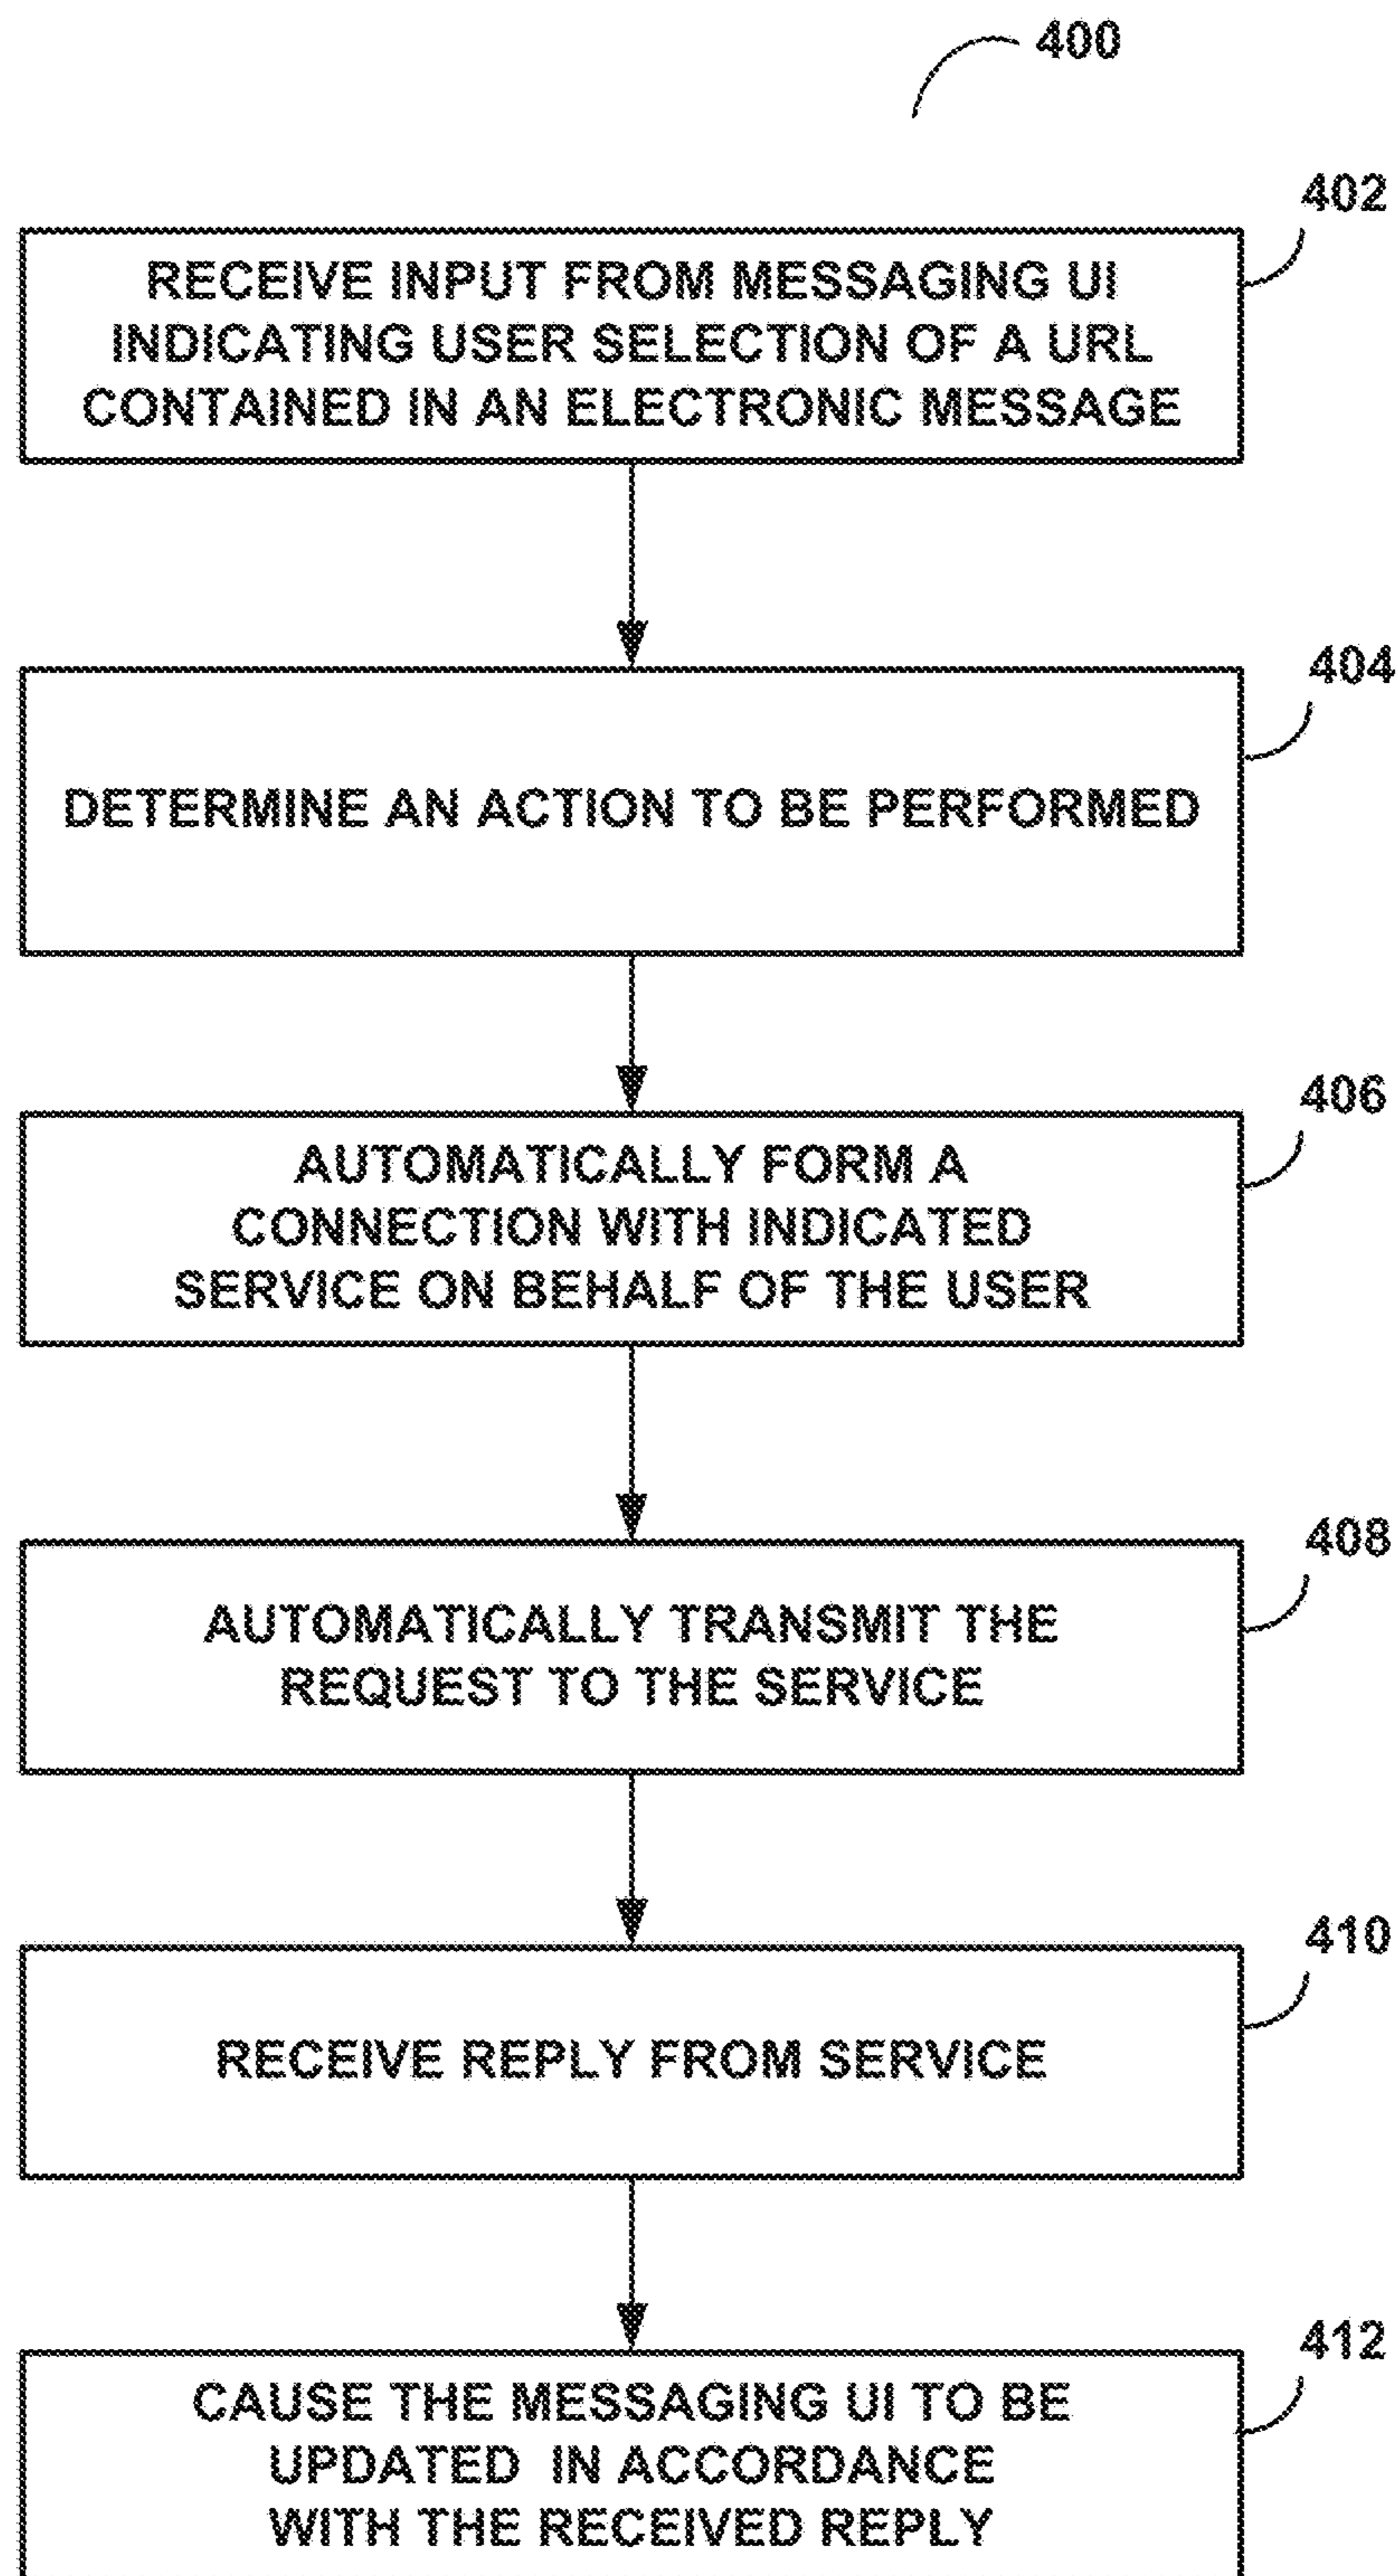 400
402
RECEIVE INPUT FROM MESSAGING UI
INDICATING USER SELECTION OF A URL
CONTAINED IN AN ELECTRONIC MESSAGE
404
DETERMINE AN ACTION TO BE PERFORMED
406
AUTOMATICALLY FORM A
CONNECTION WITH INDICATED
SERVICE ON BEHALF OF THE USER
408
AUTOMATICALLY TRANSMIT THE
REQUEST TO THE SERVICE
410
RECEIVE REPLY FROM SERVICE
412
CAUSE THE MESSAGING UI TO BE
UPDATED IN ACCORDANCE
WITH THE RECEIVED REPLY